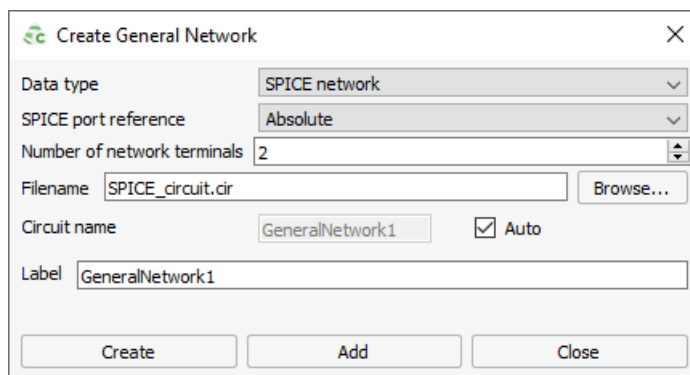 Create General Network
Data type SPICE network
SPICE port reference Absolute
Number of network terminals 2
Filename SPICE_circuit.cir Browse...
Circuit name GeneralNetwork1 Auto
Label GeneralNetwork1
Create Add Close